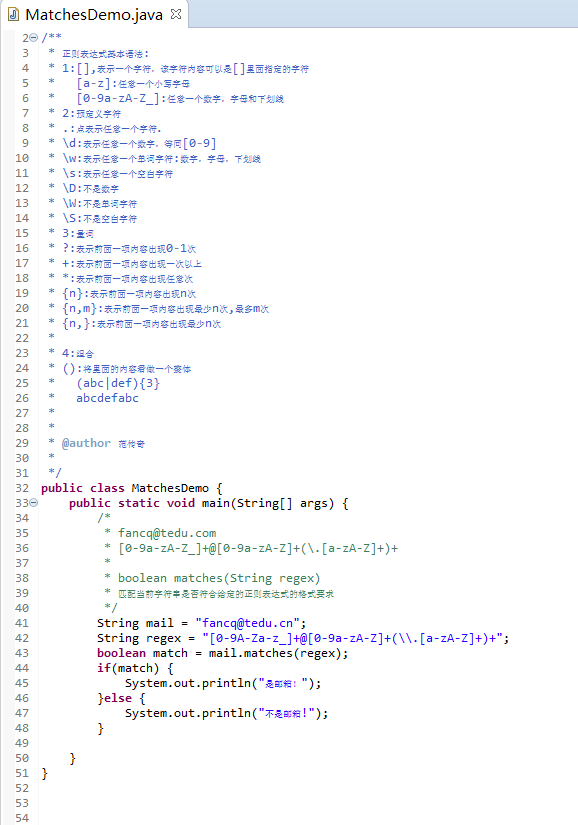 MatchesDemo.java
2 /**
3  * 正则表达式基本语法:
4  * 1:[],表示一个字符，该字符内容可以是[]里面指定的字符
5  *   [a-z]:任意一个小写字母
6  *   [0-9a-zA-Z_]:任意一个数字，字母和下划线
7  * 2:预定义字符
8  * .:点表示任意一个字符.
9  * \d:表示任意一个数字，等同[0-9]
10  * \w:表示任意一个单词字符:数字，字母，下划线
11  * \s:表示任意一个空白字符
12  * \D:不是数字
13  * \W:不是单词字符
14  * \S:不是空白字符
15  * 3:量词
16  * ?:表示前面一项内容出现0-1次
17  * +:表示前面一项内容出现一次以上
18  * *:表示前面一项内容出现任意次
19  * {n}:表示前面一项内容出现n次
20  * {n,m}:表示前面一项内容出现最少n次,最多m次
21  * {n,}:表示前面一项内容出现最少n次
22  *
23  * 4:组合
24  * ():将里面的内容看做一个整体
25  *   (abc|def){3}
26  *   abcdefabc
27  *
28  *
29  * @author 范传奇
30  *
31  */
32 public class MatchesDemo {
33     public static void main(String[] args) {
34         /*
35          * fancq@tedu.com
36          * [0-9a-zA-Z_]+@[0-9a-zA-Z]+(\.[a-zA-Z]+)+
37          *
38          * boolean matches(String regex)
39          * 匹配当前字符串是否符合给定的正则表达式的格式要求
40          */
41         String mail = "fancq@tedu.cn";
42         String regex = "[0-9A-Za-z_]+@[0-9a-zA-Z]+(\\.[a-zA-Z]+)+";
43         boolean match = mail.matches(regex);
44         if(match) {
45             System.out.println("是邮箱！");
46         }else {
47             System.out.println("不是邮箱!");
48         }
49
50     }
51 }
52
53
54